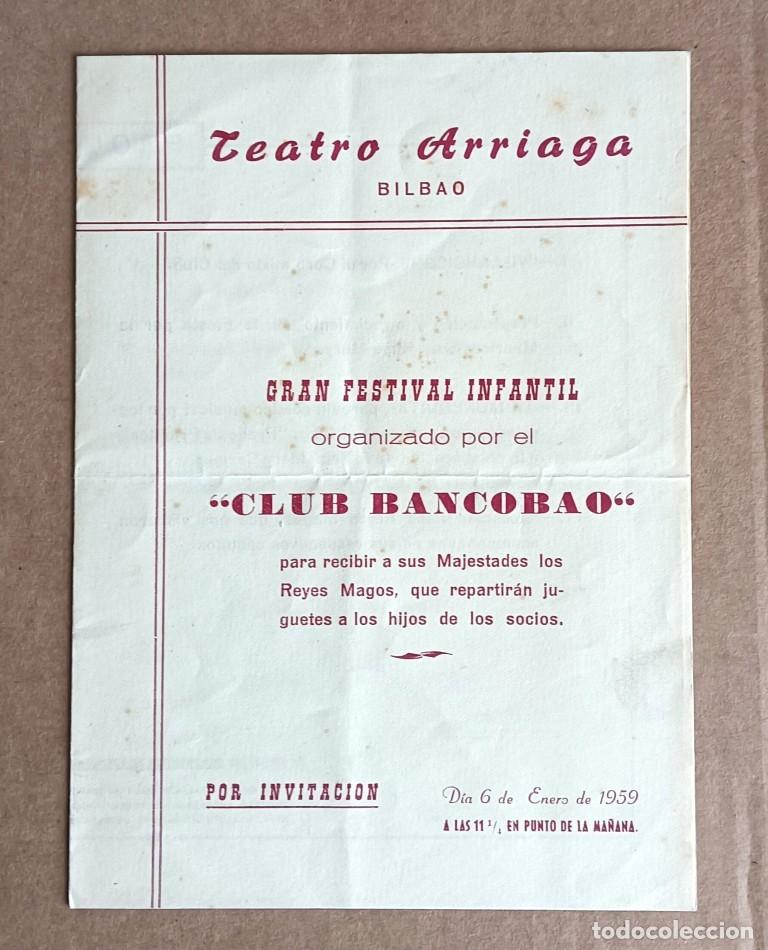 Teatro Arriaga
BILBAO
GRAN FESTIVAL INFANTIL
organizado por el
“CLUB BANCOBAO“
para recibir a sus Majestades los
Reyes Magos, que repartirán ju-
guetes a los hijos de los socios.
POR INVITACION
Día 6 de Enero de 1959
A LAS 11 1/4 EN PUNTO DE LA MAÑANA.
todocoleccion